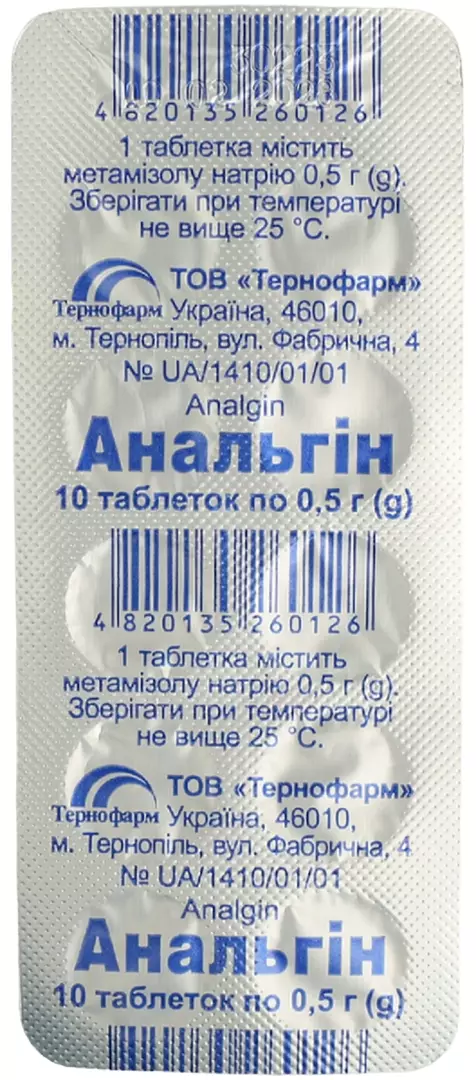 4 820135 260126
1 таблетка містить
метамізолу натрію 0,5 г (g).
Зберігати при температурі
не вище 25 °C.
ТОВ «Тернофарм»
Тернофарм Україна, 46010,
м. Тернопіль, вул. Фабрична, 4
№ UA/1410/01/01
Analgin
Анальгін
10 таблеток по 0,5 г (g)
4 820135 260126
1 таблетка містить
метамізолу натрію 0,5 г (g).
Зберігати при температурі
не вище 25 °C.
ТОВ «Тернофарм»
Тернофарм Україна, 46010,
м. Тернопіль, вул. Фабрична, 4
№ UA/1410/01/01
Analgin
Анальгін
10 таблеток по 0,5 г (g)